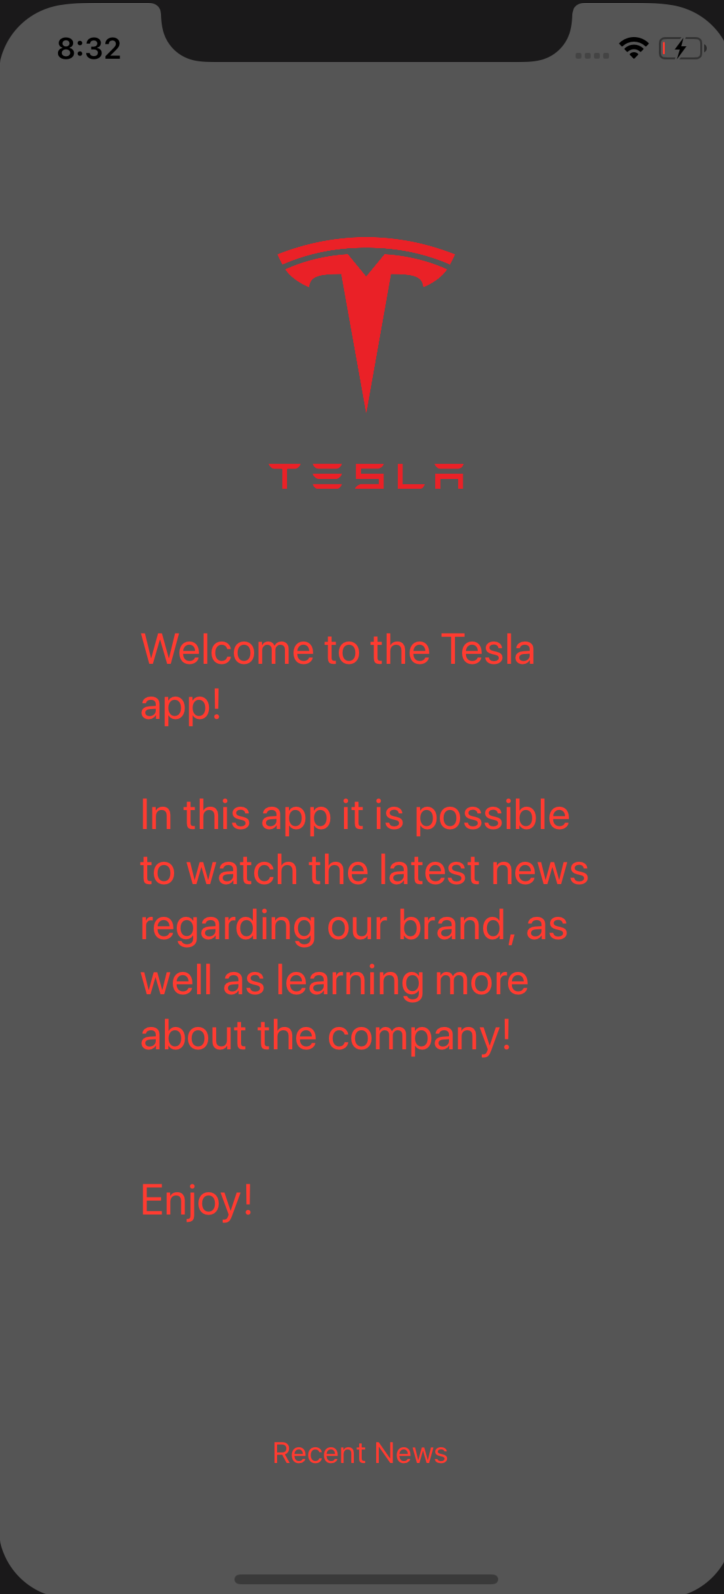 8:32
TESLA
Welcome to the Tesla
app!
In this app it is possible
to watch the latest news
regarding our brand, as
well as learning more
about the company!
Enjoy!
Recent News